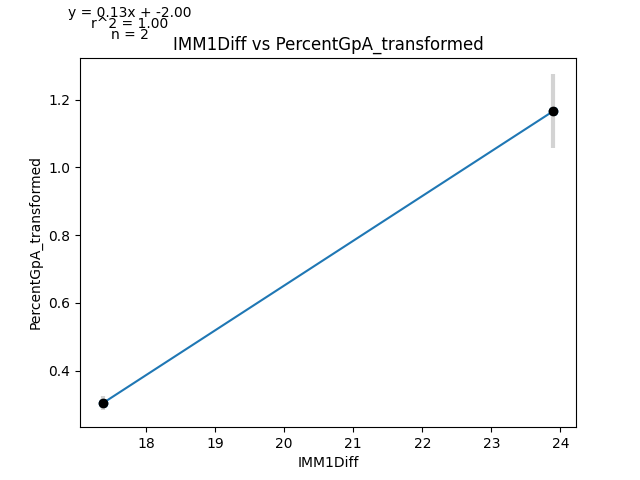 y = 0.13x + -2.00
r^2 = 1.00
n = 2
IMM1Diff vs PercentGpA_transformed
PercentGpA_transformed
1.2
1.0
0.8
0.6
0.4
18 19 20 21 22 23 24
IMM1Diff